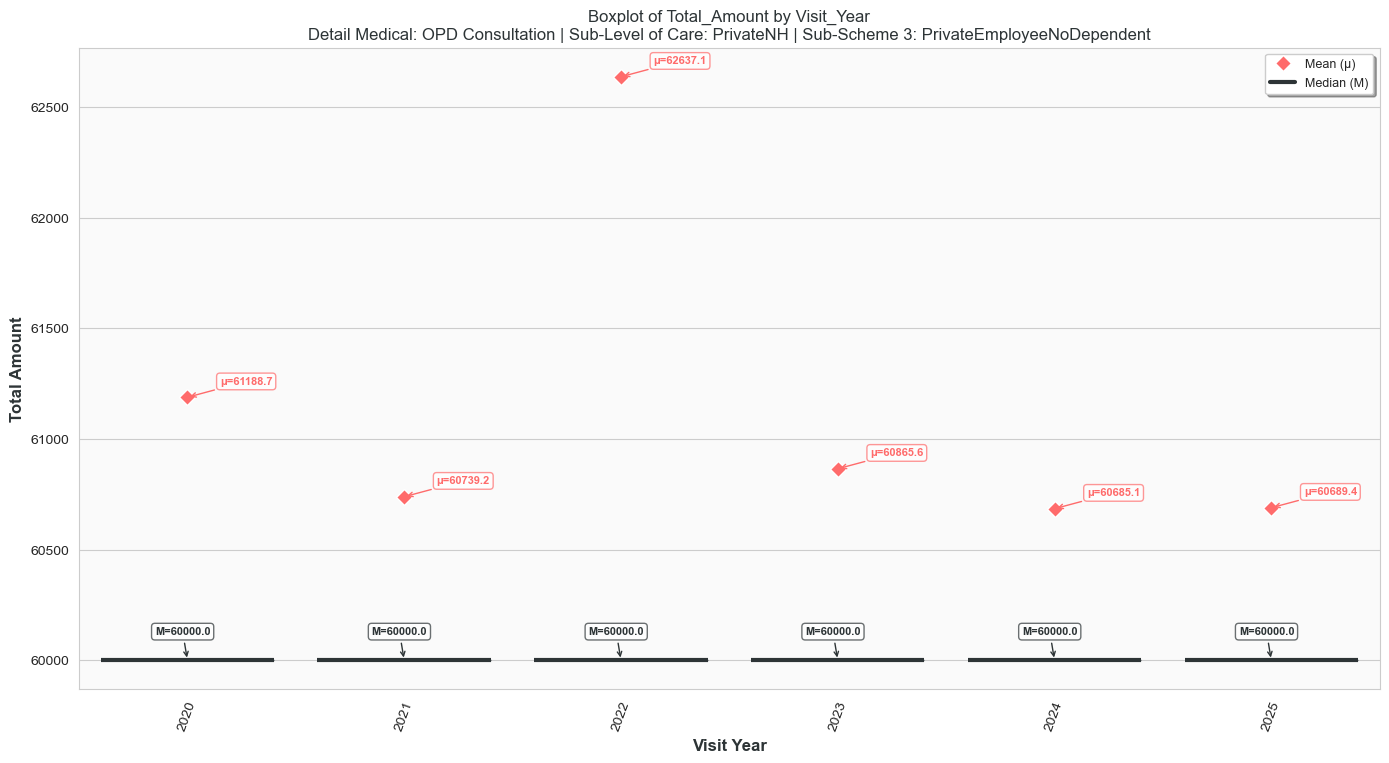 Boxplot of Total_Amount by Visit_Year
Detail Medical: OPD Consultation | Sub-Level of Care: PrivateNH | Sub-Scheme 3: PrivateEmployeeNoDependent
Mean (μ)
Median (M)
Total Amount
62500
62000
61500
61000
60500
60000
μ=61188.7
μ=60739.2
μ=62637.1
μ=60865.6
μ=60685.1
μ=60689.4
M=60000.0
M=60000.0
M=60000.0
M=60000.0
M=60000.0
M=60000.0
2020
2021
2022
2023
2024
2025
Visit Year